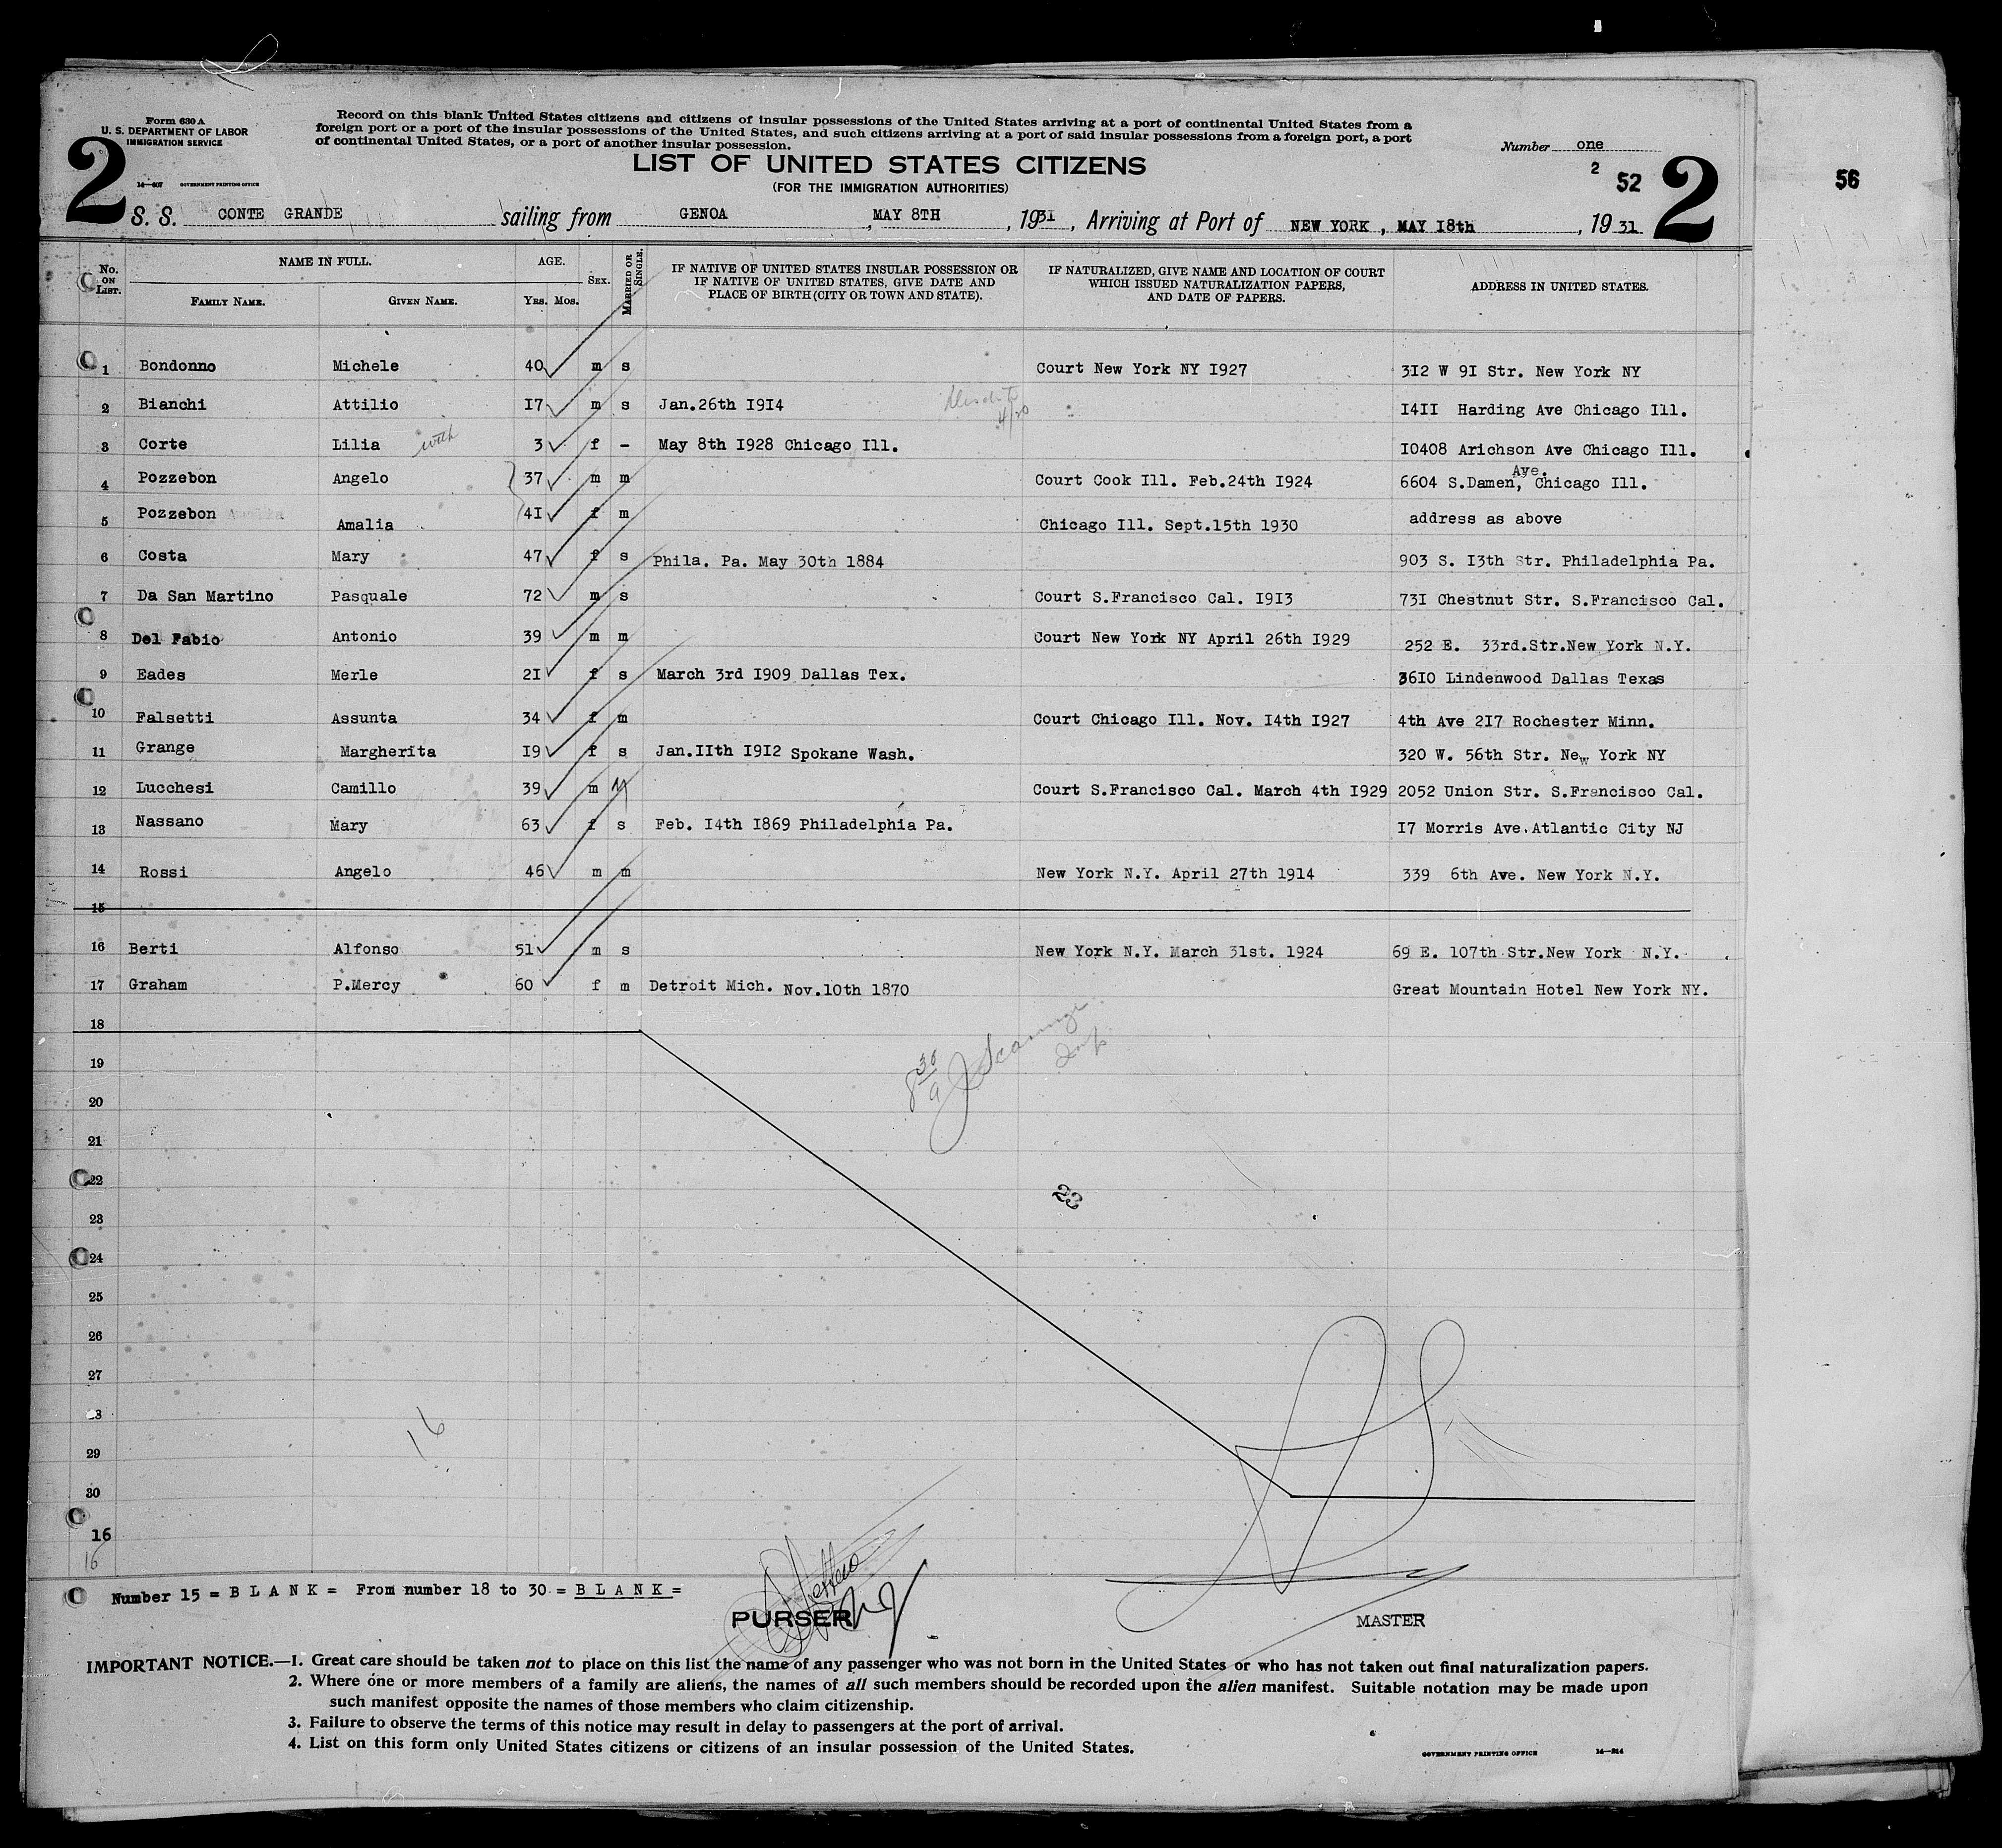 56
Form 630 A
U. S. DEPARTMENT OF LABOR
IMMIGRATION SERVICE
14—607 GOVERNMENT PRINTING OFFICE
2
Record on this blank United States citizens and citizens of insular possessions of the United States arriving at a port of continental United States from a
foreign port or a port of the insular possessions of the United States, and such citizens arriving at a port of said insular possessions from a foreign port, a port
of continental United States, or a port of another insular possession.
LIST OF UNITED STATES CITIZENS
(FOR THE IMMIGRATION AUTHORITIES)
Number one
2 52
2
S. S. CONTE GRANDE sailing from GENOA, MAY 8TH, 1931, Arriving at Port of NEW YORK, MAY 18th, 1931
No. ON LIST. NAME IN FULL. FAMILY NAME. GIVEN NAME. AGE. YRS. MOS. SEX. MARRIED OR SINGLE. IF NATIVE OF UNITED STATES INSULAR POSSESSION OR IF NATIVE OF UNITED STATES, GIVE DATE AND PLACE OF BIRTH (CITY OR TOWN AND STATE). IF NATURALIZED, GIVE NAME AND LOCATION OF COURT WHICH ISSUED NATURALIZATION PAPERS, AND DATE OF PAPERS. ADDRESS IN UNITED STATES.
1 Bondonno Michele 40 m s Court New York NY 1927 312 W 91 Str. New York NY
2 Bianchi Attilio 17 m s Jan.26th 1914 1411 Harding Ave Chicago Ill.
3 Corte Lilia with 3 f - May 8th 1928 Chicago Ill. 10408 Arichson Ave Chicago Ill.
4 Pozzebon Angelo 37 m m Court Cook Ill. Feb.24th 1924 6604 S.Damen, Ave. Chicago Ill.
5 Pozzebon Amalia 41 f m Chicago Ill. Sept.15th 1930 address as above
6 Costa Mary 47 f s Phila. Pa. May 30th 1884 903 S. 13th Str. Philadelphia Pa.
7 Da San Martino Pasquale 72 m s Court S.Francisco Cal. 1913 731 Chestnut Str. S.Francisco Cal.
8 Del Fabio Antonio 39 m m Court New York NY April 26th 1929 252 E. 33rd.Str.New York N.Y.
9 Eades Merle 21 f s March 3rd 1909 Dallas Tex. 3610 Lindenwood Dallas Texas
10 Falsetti Assunta 34 f m Court Chicago Ill. Nov. 14th 1927 4th Ave 217 Rochester Minn.
11 Grange Margherita 19 f s Jan.11th 1912 Spokane Wash. 320 W. 56th Str. New York NY
12 Lucchesi Camillo 39 m M Court S.Francisco Cal. March 4th 1929 2052 Union Str. S.Francisco Cal.
13 Nassano Mary 63 f s Feb. 14th 1869 Philadelphia Pa. 17 Morris Ave.Atlantic City NJ
14 Rossi Angelo 46 m m New York N.Y. April 27th 1914 339 6th Ave. New York N.Y.
15
16 Berti Alfonso 51 m s New York N.Y. March 31st. 1924 69 E. 107th Str.New York N.Y.
17 Graham P.Mercy 60 f m Detroit Mich. Nov.10th 1870 Great Mountain Hotel New York NY.
18
19
20
21
22
23
23
24
25
26
27
29
16
30
16
16
Number 15 = B L A N K = From number 18 to 30 = B L A N K =
PURSER
MASTER
IMPORTANT NOTICE.—1. Great care should be taken not to place on this list the name of any passenger who was not born in the United States or who has not taken out final naturalization papers.
2. Where one or more members of a family are aliens, the names of all such members should be recorded upon the alien manifest. Suitable notation may be made upon
such manifest opposite the names of those members who claim citizenship.
3. Failure to observe the terms of this notice may result in delay to passengers at the port of arrival.
4. List on this form only United States citizens or citizens of an insular possession of the United States.
GOVERNMENT PRINTING OFFICE 14—214